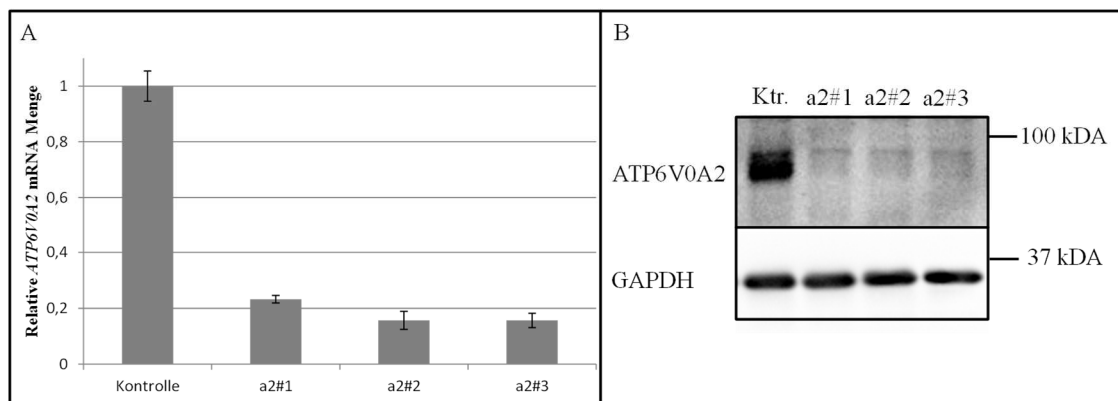 A
Relative ATP6V0A2 mRNA Menge
1
0,8
0,6
0,4
0,2
0
Kontrolle a2#1 a2#2 a2#3
B
Ktr. a2#1 a2#2 a2#3
100 kDA
ATP6V0A2
37 kDA
GAPDH